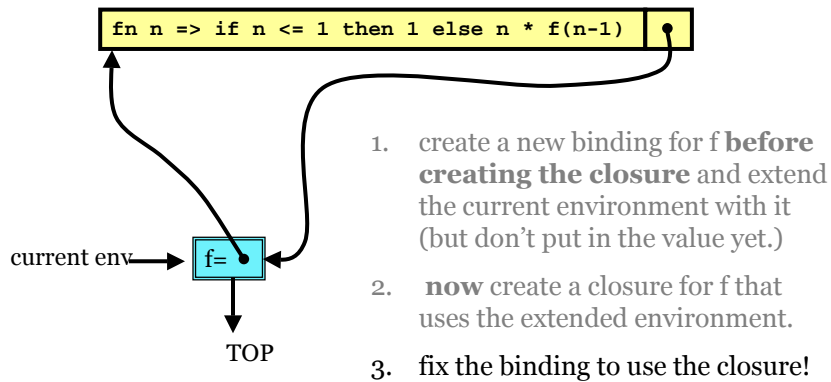 fn n => if n <= 1 then 1 else n * f(n-1)
1. create a new binding for f before
creating the closure and extend
the current environment with it
(but don't put in the value yet.)
current env
f=
2. now create a closure for f that
uses the extended environment.
TOP
3. fix the binding to use the closure!